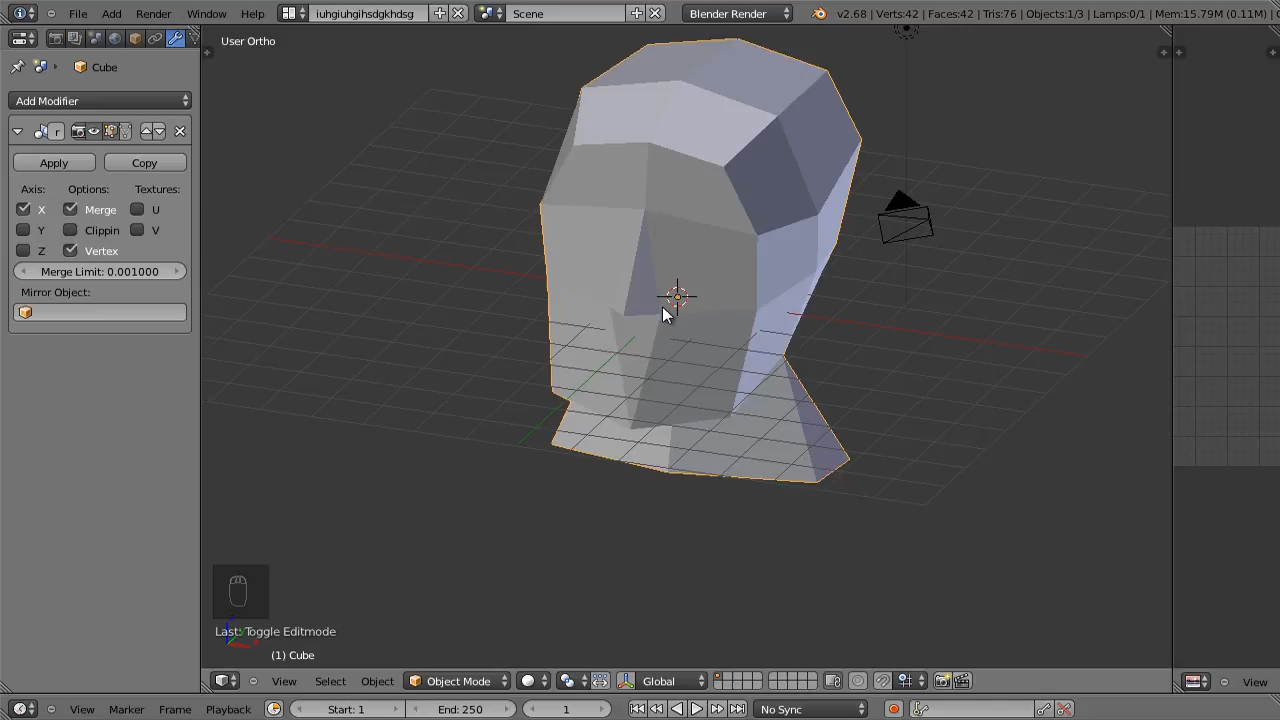 File Add Render Window Help iuhgiuhgihsdgkhdsg Scene Blender Render v2.68 | Verts:42 | Faces:42 | Tris:76 | Objects:1/3 | Lamps:0/1 | Mem:15.79M (0.11M) |
User Ortho
Cube
Add Modifier
r
Apply Copy
Axis: Options: Textures:
X Merge U
Y Clippin V
Z Vertex
Merge Limit: 0.001000
Mirror Object:
Last: Toggle Editmode
(1) Cube
View Select Object Object Mode Global View
View Marker Frame Playback Start: 1 End: 250 1 No Sync